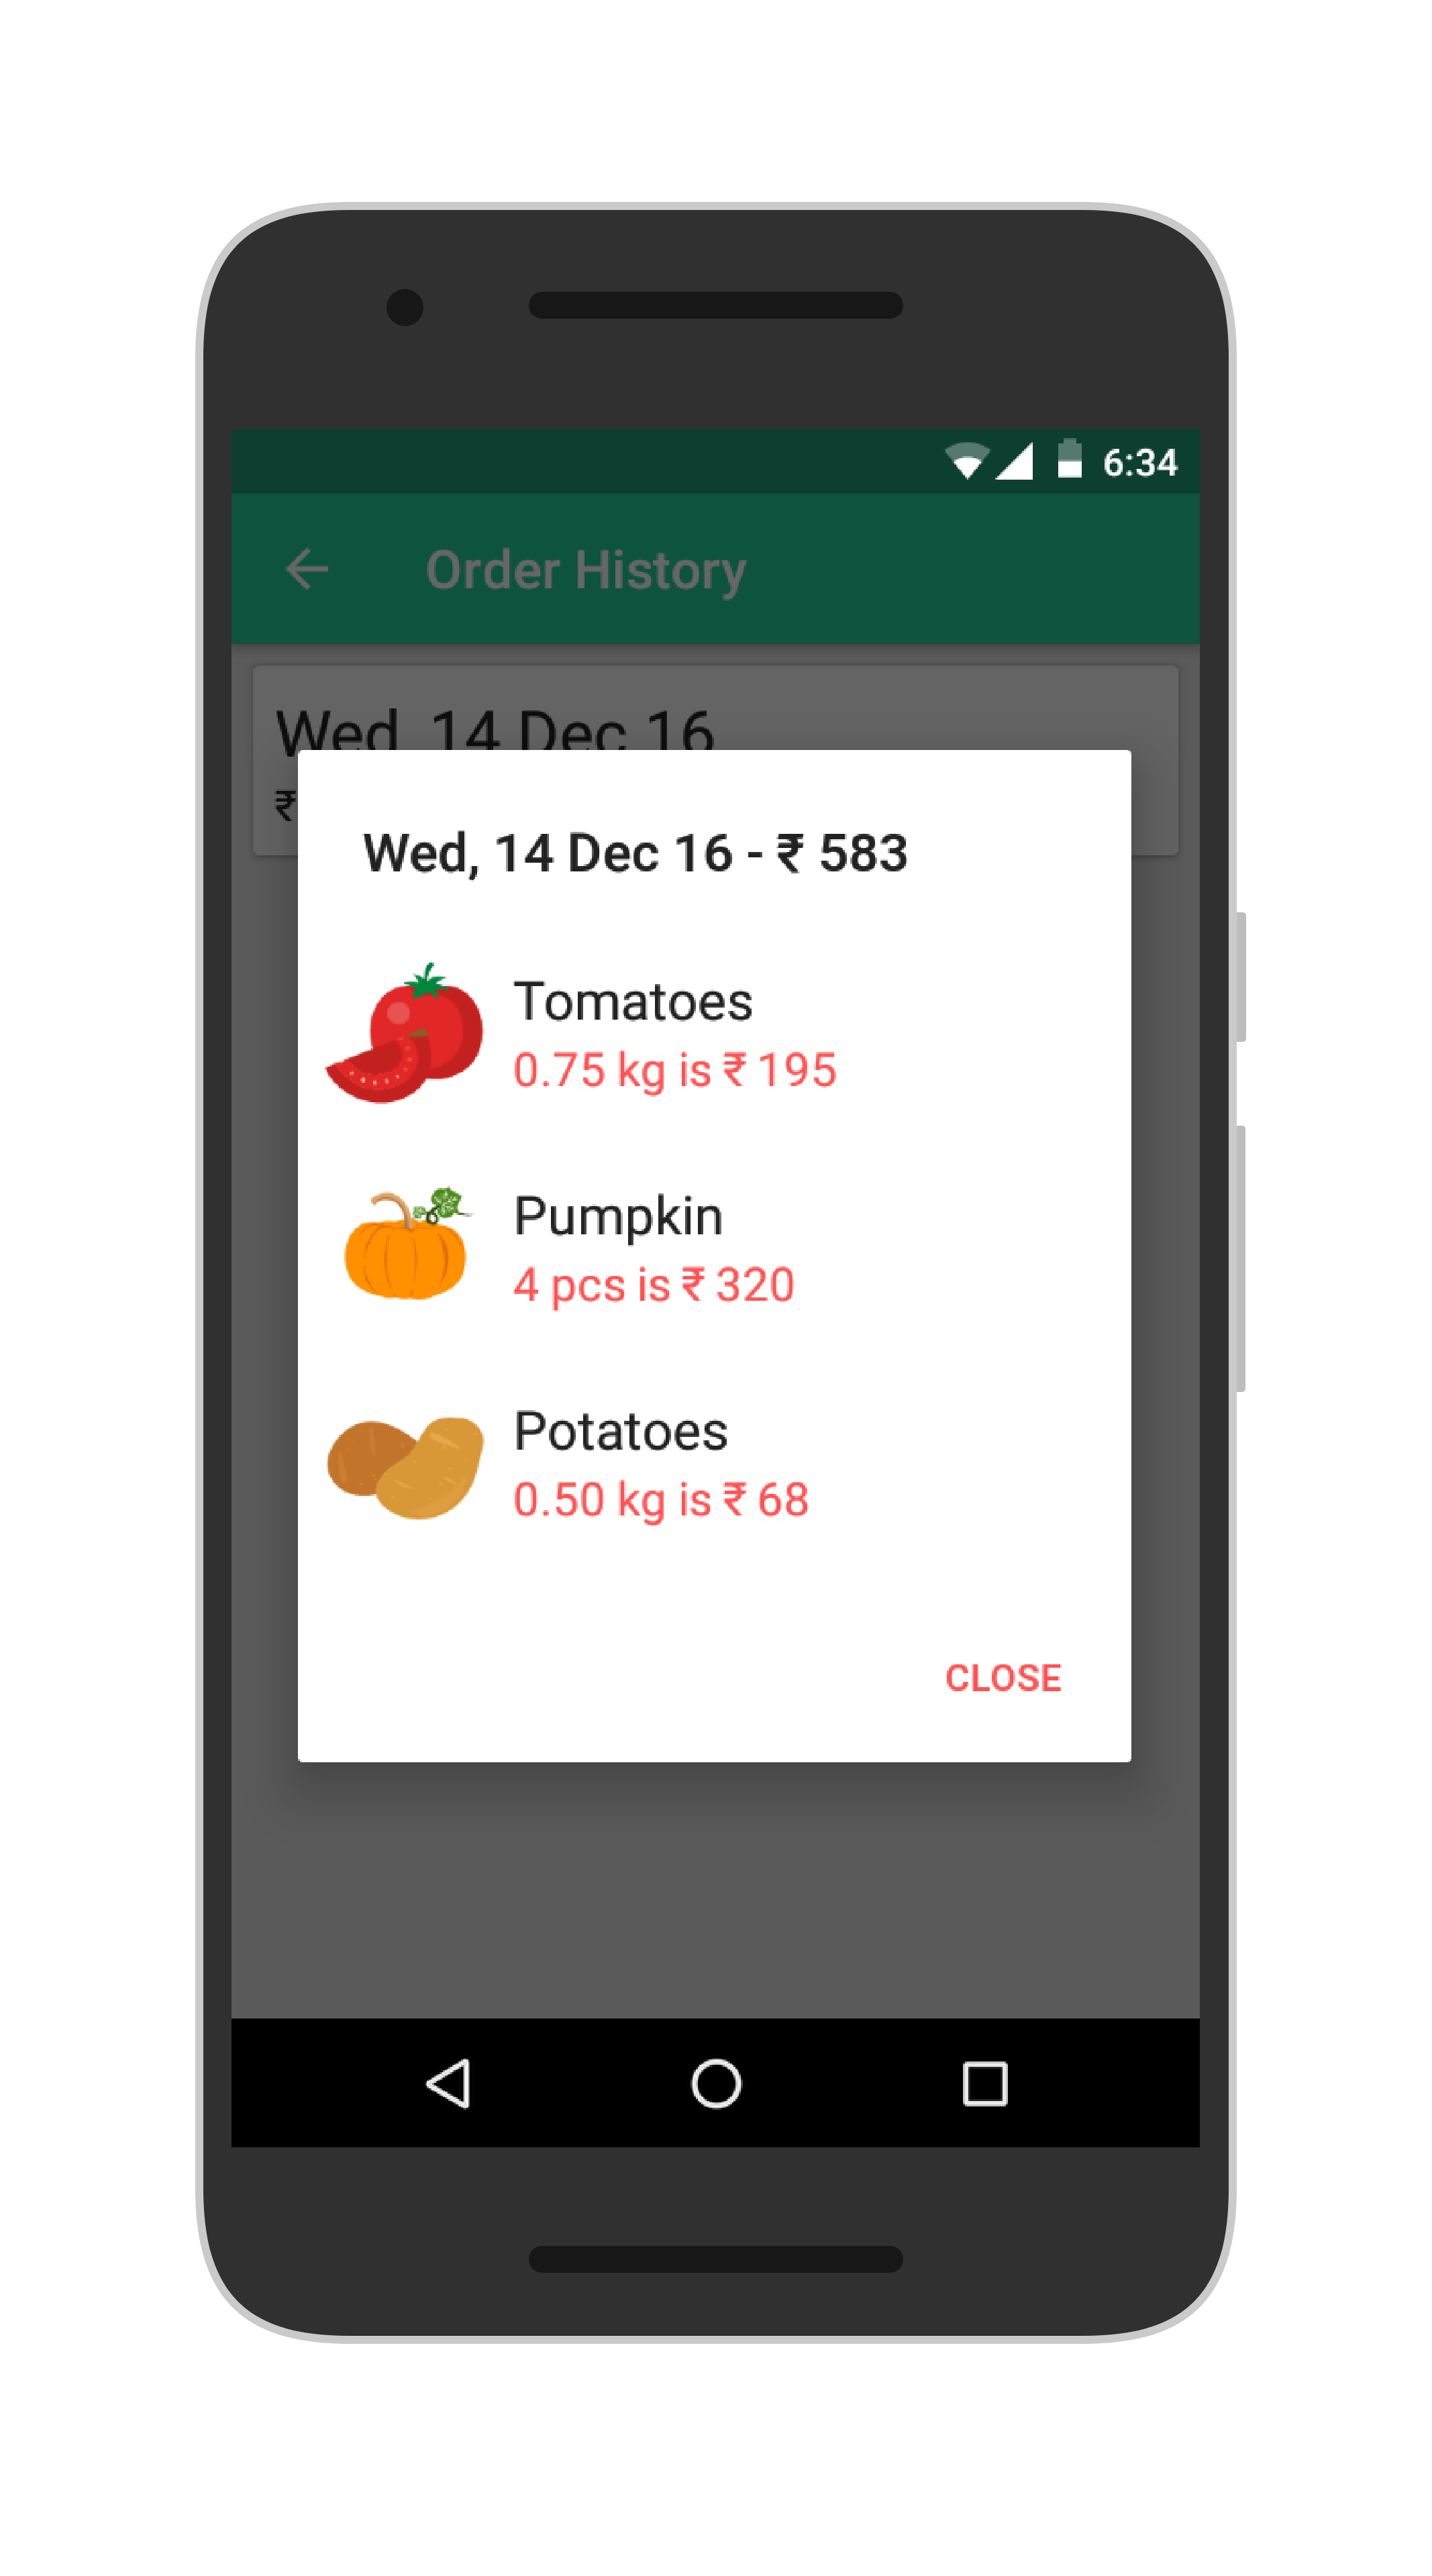 6:34
Order History
Wed, 14 Dec 16
₹
Wed, 14 Dec 16 - ₹ 583
Tomatoes
0.75 kg is ₹ 195
Pumpkin
4 pcs is ₹ 320
Potatoes
0.50 kg is ₹ 68
CLOSE